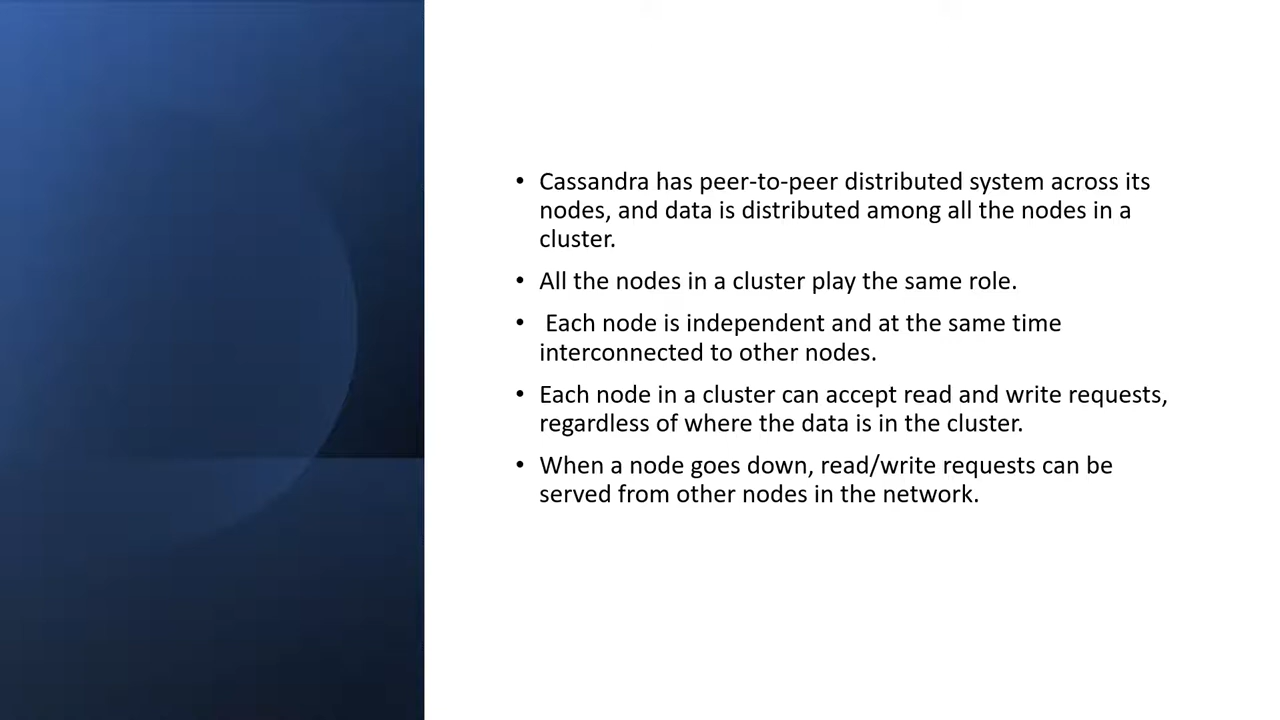 • Cassandra has peer-to-peer distributed system across its
nodes, and data is distributed among all the nodes in a
cluster.
• All the nodes in a cluster play the same role.
• Each node is independent and at the same time
interconnected to other nodes.
• Each node in a cluster can accept read and write requests,
regardless of where the data is in the cluster.
• When a node goes down, read/write requests can be
served from other nodes in the network.